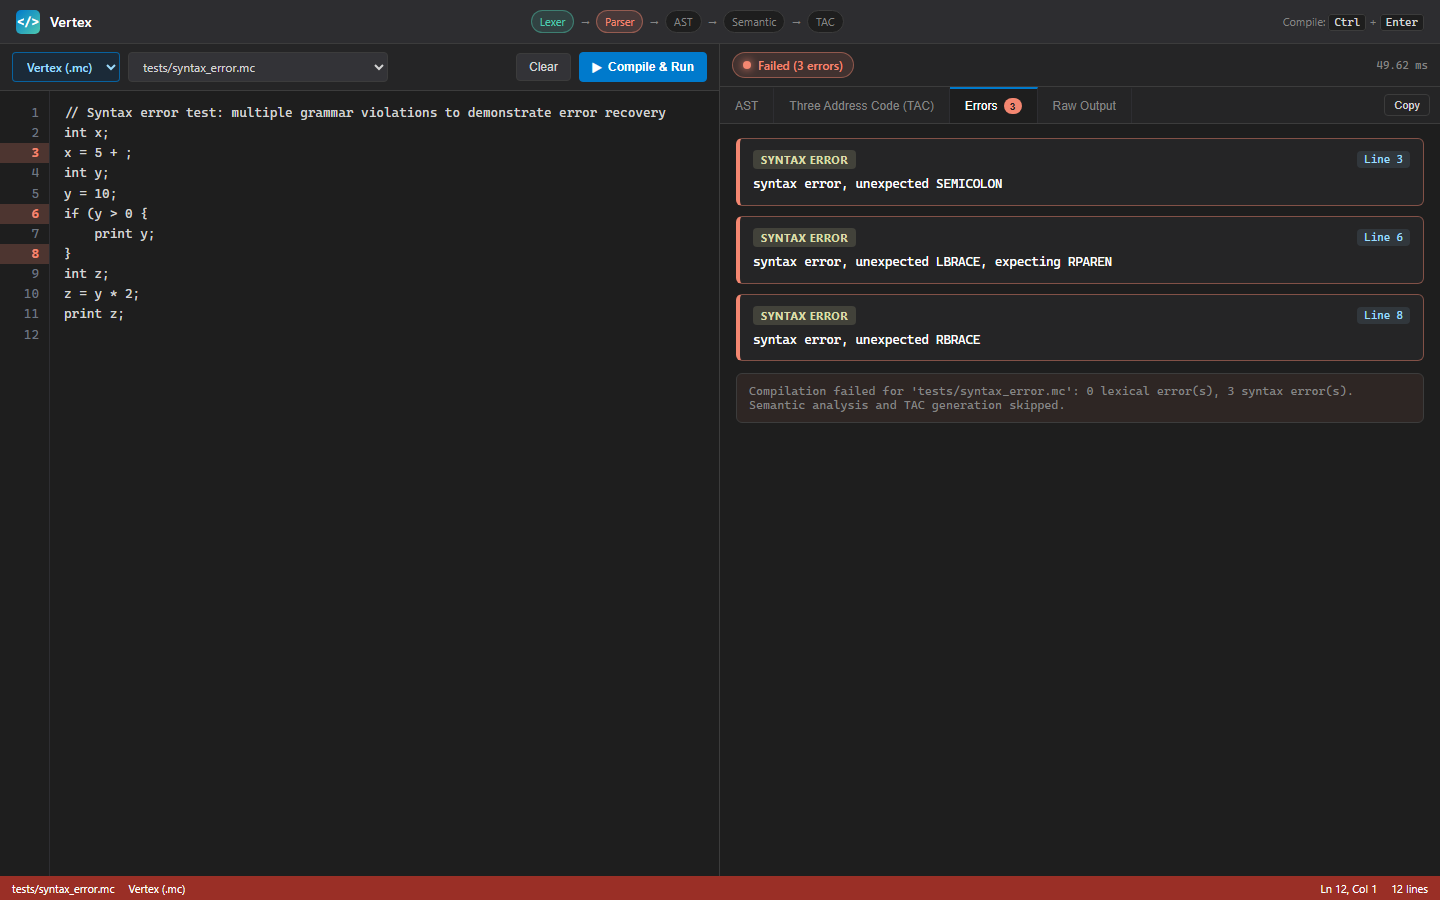 </> Vertex
Lexer → Parser → AST → Semantic → TAC
Compile: Ctrl + Enter
Vertex (.mc)
tests/syntax_error.mc
Clear
▶ Compile & Run
1 // Syntax error test: multiple grammar violations to demonstrate error recovery
2 int x;
3 x = 5 + ;
4 int y;
5 y = 10;
6 if (y > 0 {
7     print y;
8 }
9 int z;
10 z = y * 2;
11 print z;
12
Failed (3 errors)
49.62 ms
AST
Three Address Code (TAC)
Errors 3
Raw Output
Copy
SYNTAX ERROR
Line 3
syntax error, unexpected SEMICOLON
SYNTAX ERROR
Line 6
syntax error, unexpected LBRACE, expecting RPAREN
SYNTAX ERROR
Line 8
syntax error, unexpected RBRACE
Compilation failed for 'tests/syntax_error.mc': 0 lexical error(s), 3 syntax error(s).
Semantic analysis and TAC generation skipped.
tests/syntax_error.mc
Vertex (.mc)
Ln 12, Col 1
12 lines